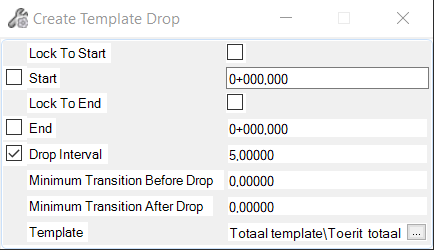 Create Template Drop
Lock To Start
Start 0+000,000
Lock To End
End 0+000,000
Drop Interval 5,00000
Minimum Transition Before Drop 0,00000
Minimum Transition After Drop 0,00000
Template Totaal template\Toerit totaal ...